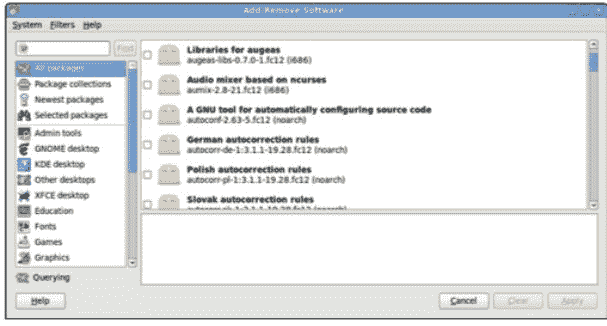 Add/Remove Software
System Filters Help
Find
All packages
Package collections
Newest packages
Selected packages
Admin tools
GNOME desktop
KDE desktop
Other desktops
XFCE desktop
Education
Fonts
Games
Graphics
Libraries for augeas
augeas-libs-0.7.0-1.fc12 (i686)
Audio mixer based on ncurses
aumix-2.8-21.fc12 (i686)
A GNU tool for automatically configuring source code
autoconf-2.63-5.fc12 (noarch)
German autocorrection rules
autocorr-de-1:3.1.1-19.28.fc12 (noarch)
Polish autocorrection rules
autocorr-pl-1:3.1.1-19.28.fc12 (noarch)
Slovak autocorrection rules
Querying
Help
Cancel Clear Apply